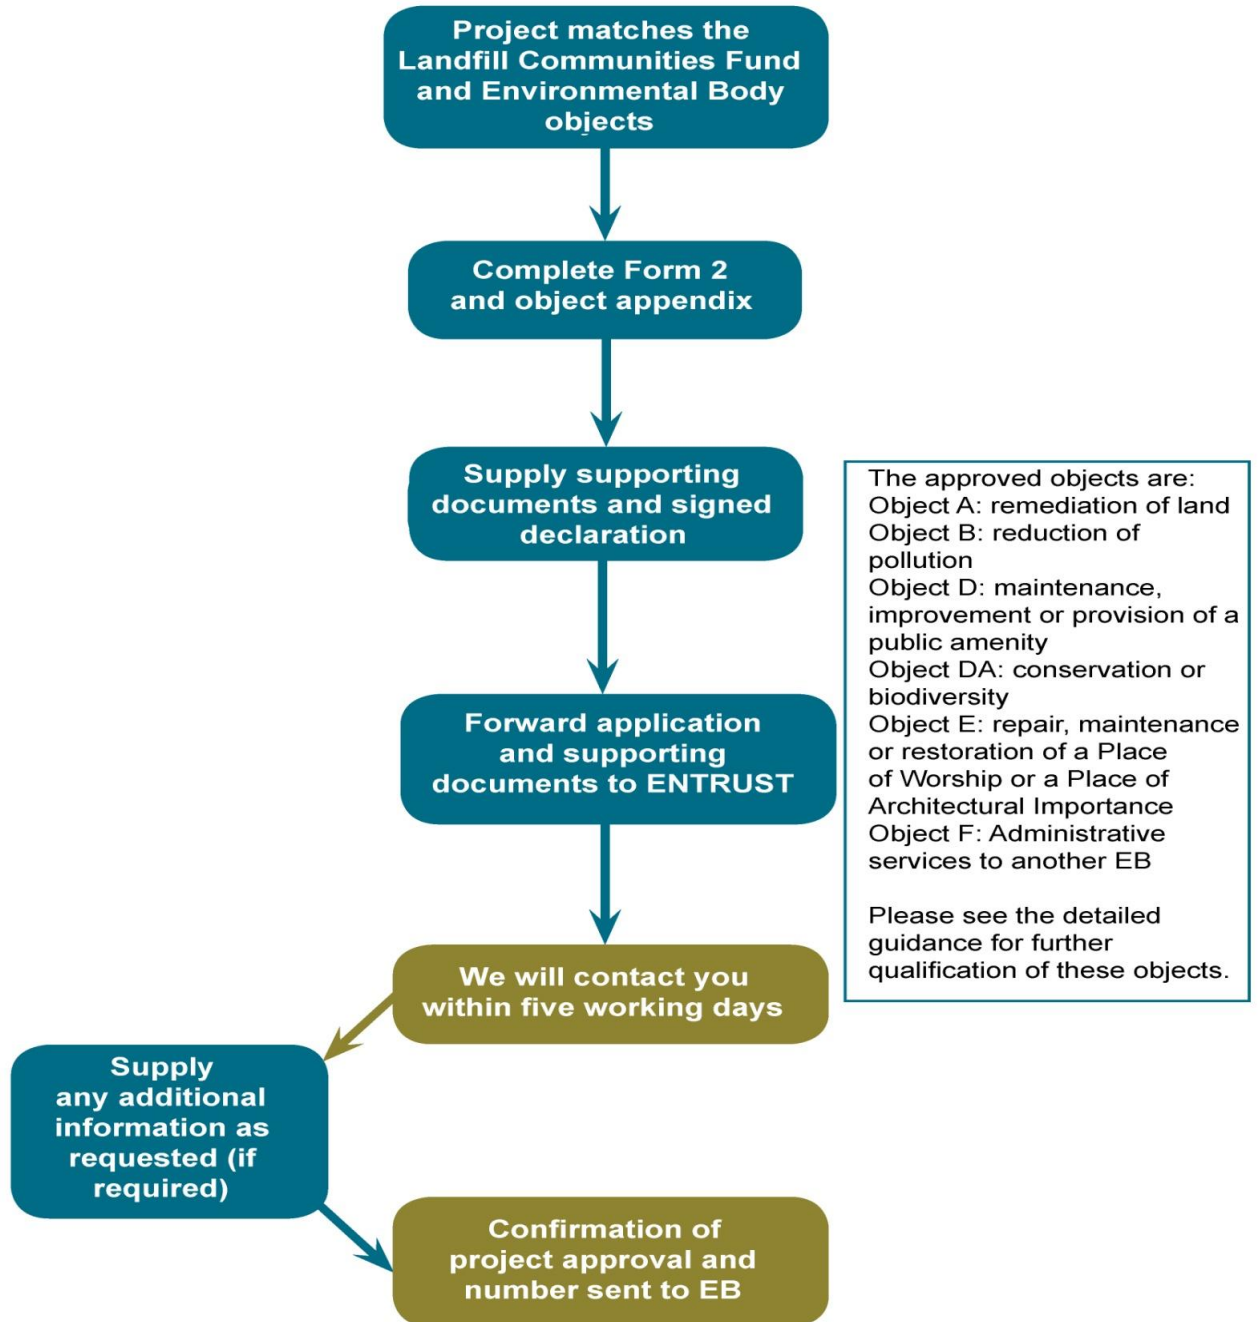 Project matches the
Landfill Communities Fund
and Environmental Body
objects
Complete Form 2
and object appendix
Supply supporting
documents and signed
declaration
Forward application
and supporting
documents to ENTRUST
The approved objects are:
Object A: remediation of land
Object B: reduction of
pollution
Object D: maintenance,
improvement or provision of a
public amenity
Object DA: conservation or
biodiversity
Object E: repair, maintenance
or restoration of a Place
of Worship or a Place of
Architectural Importance
Object F: Administrative
services to another EB
Please see the detailed
guidance for further
qualification of these objects.
We will contact you
within five working days
Supply
any additional
information as
requested (if
required)
Confirmation of
project approval and
number sent to EB